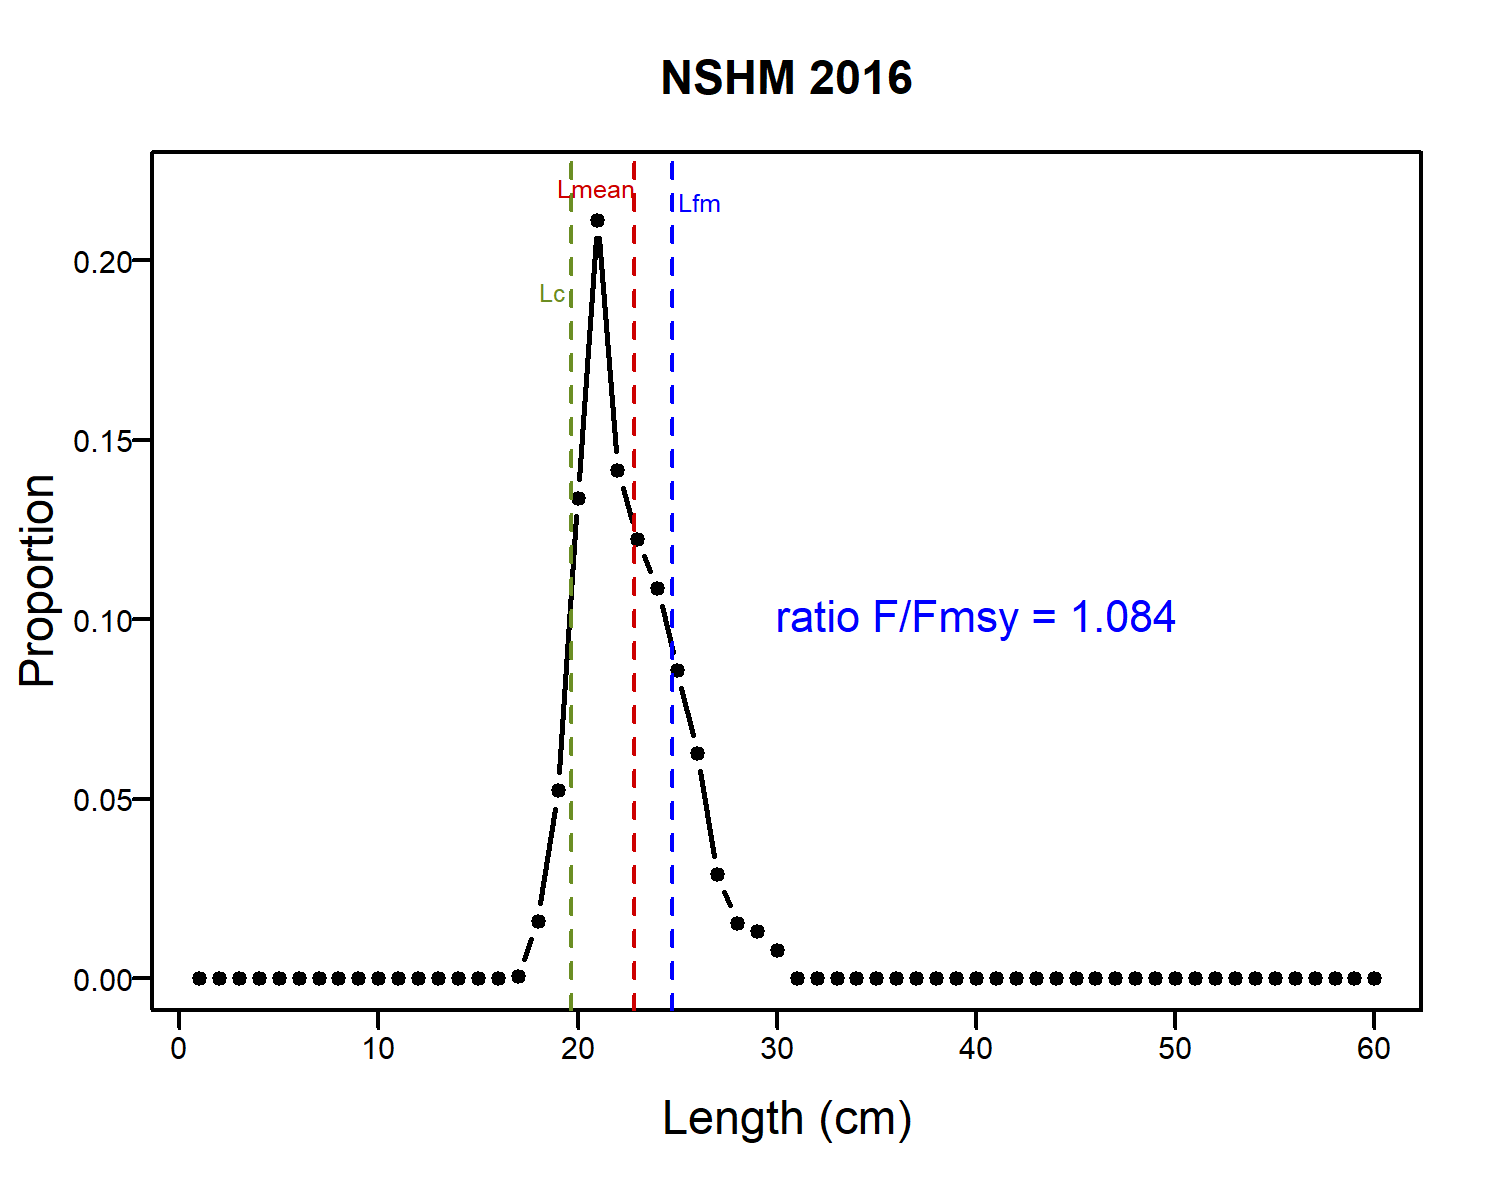 NSHM 2016
Lmean
Lfm
Lc
ratio F/Fmsy = 1.084
Proportion
0.20
0.15
0.10
0.05
0.00
0 10 20 30 40 50 60
Length (cm)